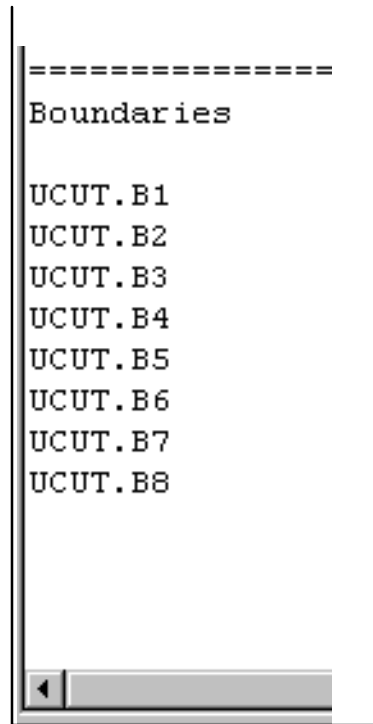 ===============
Boundaries
UCUT.B1
UCUT.B2
UCUT.B3
UCUT.B4
UCUT.B5
UCUT.B6
UCUT.B7
UCUT.B8